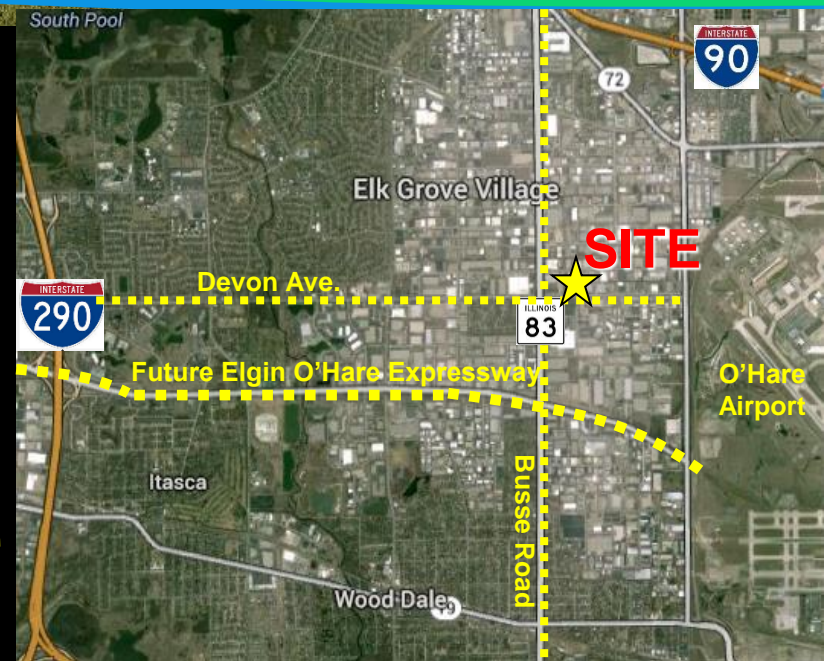 South Pool
INTERSTATE
90
72
Elk Grove Village
SITE
Devon Ave.
INTERSTATE
290
ILLINOIS
83
Future Elgin O'Hare Expressway
O'Hare
Airport
Busse Road
Itasca
Wood Dale
19